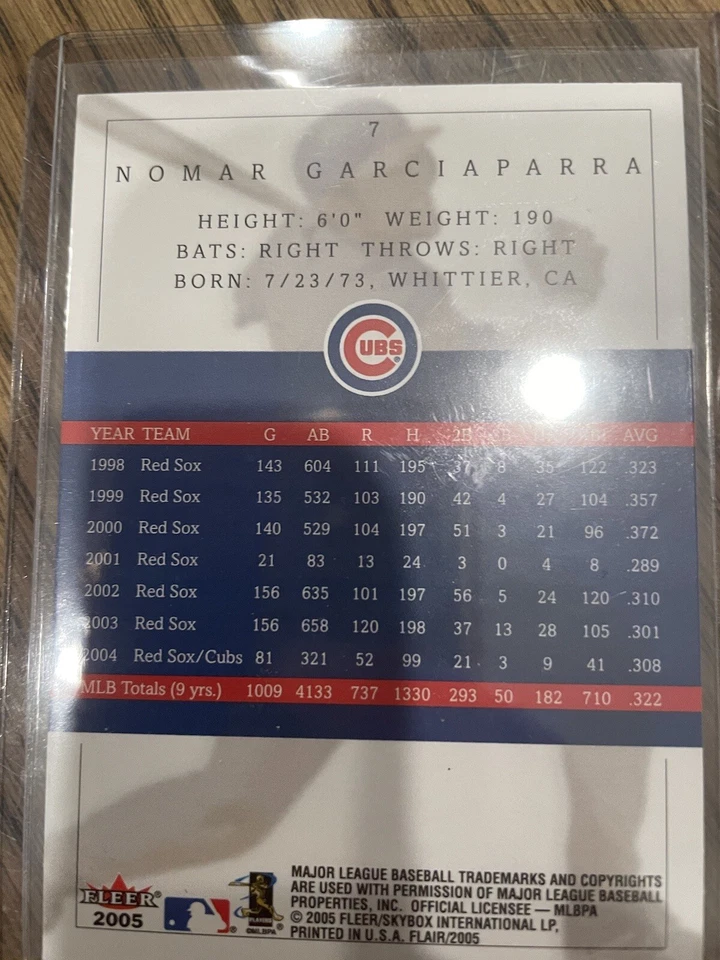 7
NOMAR GARCIAPARRA
HEIGHT: 6'0" WEIGHT: 190
BATS: RIGHT THROWS: RIGHT
BORN: 7/23/73, WHITTIER, CA
CUBS
YEAR TEAM G AB R H 2B AVG
1998 Red Sox 143 604 111 195 37 8 35 122 .323
1999 Red Sox 135 532 103 190 42 4 27 104 .357
2000 Red Sox 140 529 104 197 51 3 21 96 .372
2001 Red Sox 21 83 13 24 3 0 4 8 .289
2002 Red Sox 156 635 101 197 56 5 24 120 .310
2003 Red Sox 156 658 120 198 37 13 28 105 .301
2004 Red Sox/Cubs 81 321 52 99 21 3 9 41 .308
MLB Totals (9 yrs.) 1009 4133 737 1330 293 50 182 710 .322
FLEER®
2005
MAJOR LEAGUE BASEBALL TRADEMARKS AND COPYRIGHTS
ARE USED WITH PERMISSION OF MAJOR LEAGUE BASEBALL
PROPERTIES, INC. OFFICIAL LICENSEE — MLBPA
© 2005 FLEER/SKYBOX INTERNATIONAL LP,
PRINTED IN U.S.A. FLAIR/2005
PLAYERS
©MLBPA